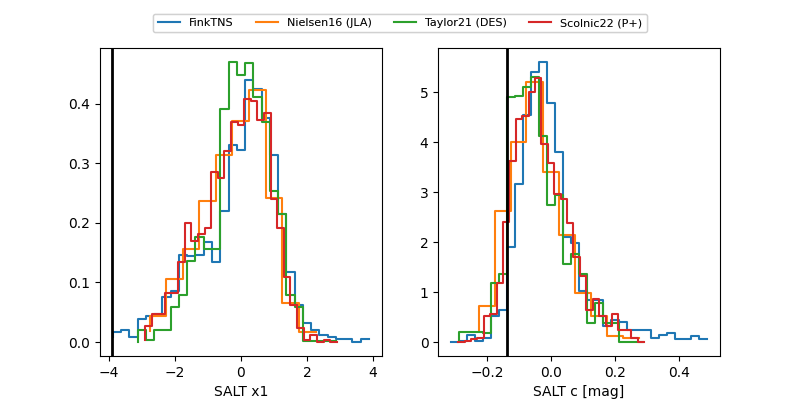 FinkTNS Nielsen16 (JLA) Taylor21 (DES) Scolnic22 (P+)
0.4
0.3
0.2
0.1
0.0
−4 −2 0 2 4
SALT x1
5
4
3
2
1
0
−0.2 0.0 0.2 0.4
SALT c [mag]